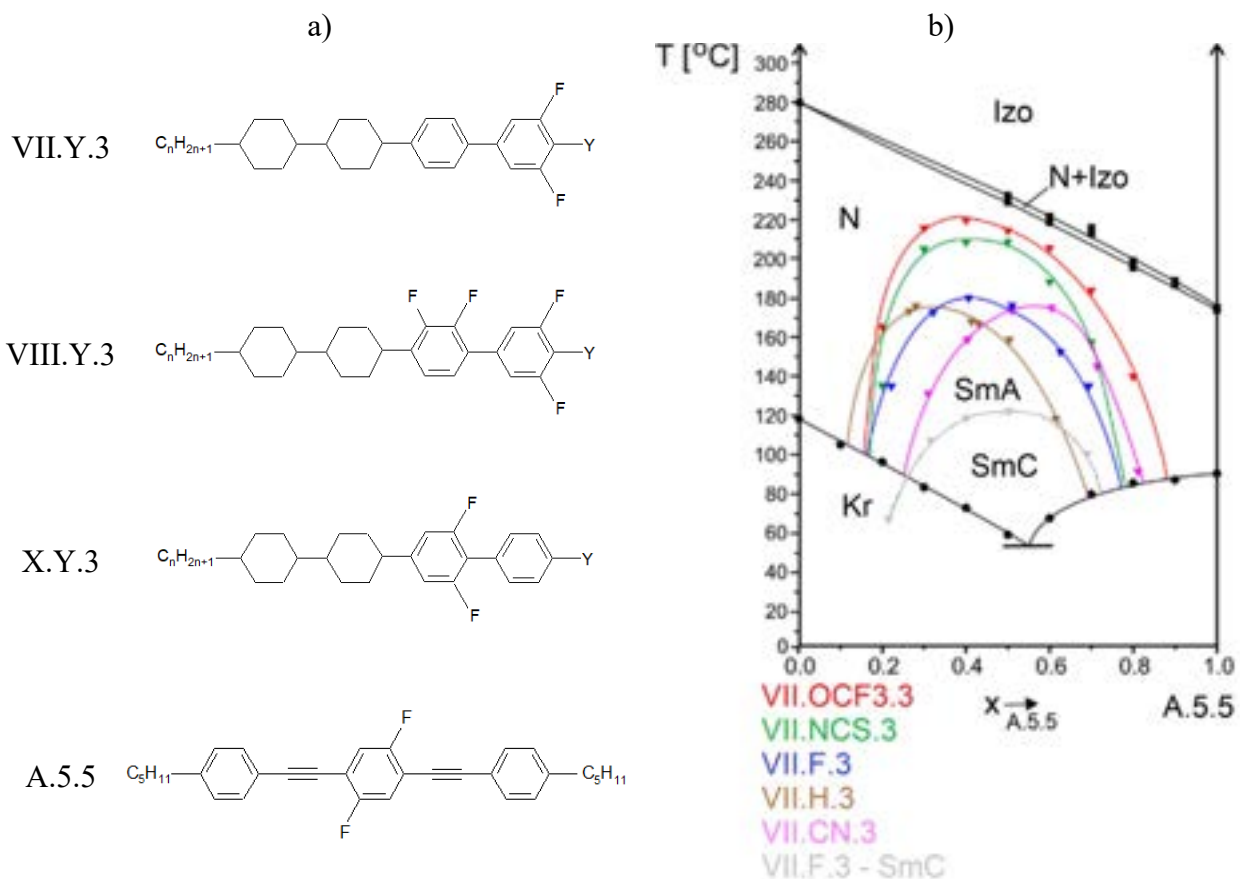 a)
VII.Y.3
CnH2n+1
F
F
Y
VIII.Y.3
CnH2n+1
F
F
F
F
Y
X.Y.3
CnH2n+1
F
F
Y
A.5.5
C5H11
F
F
C5H11
b)
T [°C]
300
280
260
240
220
200
180
160
140
120
100
80
60
40
20
0
Izo
N+Izo
N
SmA
SmC
Kr
0.0 0.2 0.4 0.6 0.8 1.0
x → A.5.5
A.5.5
VII.OCF3.3
VII.NCS.3
VII.F.3
VII.H.3
VII.CN.3
VII.F.3 - SmC